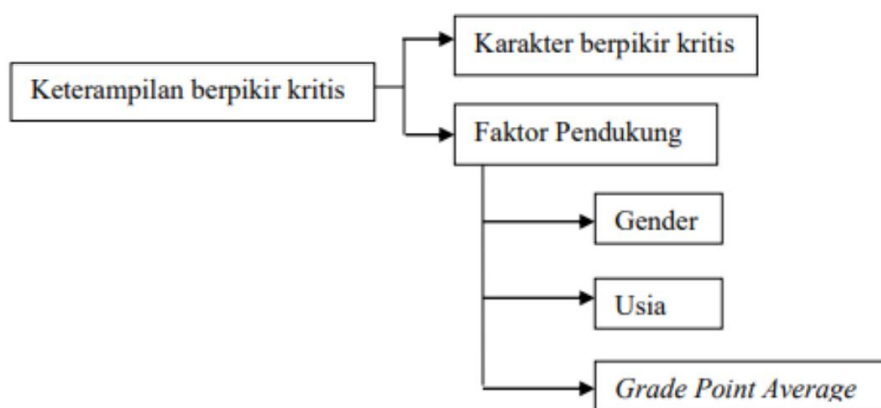 Karakter berpikir kritis
Keterampilan berpikir kritis
Faktor Pendukung
Gender
Usia
Grade Point Average